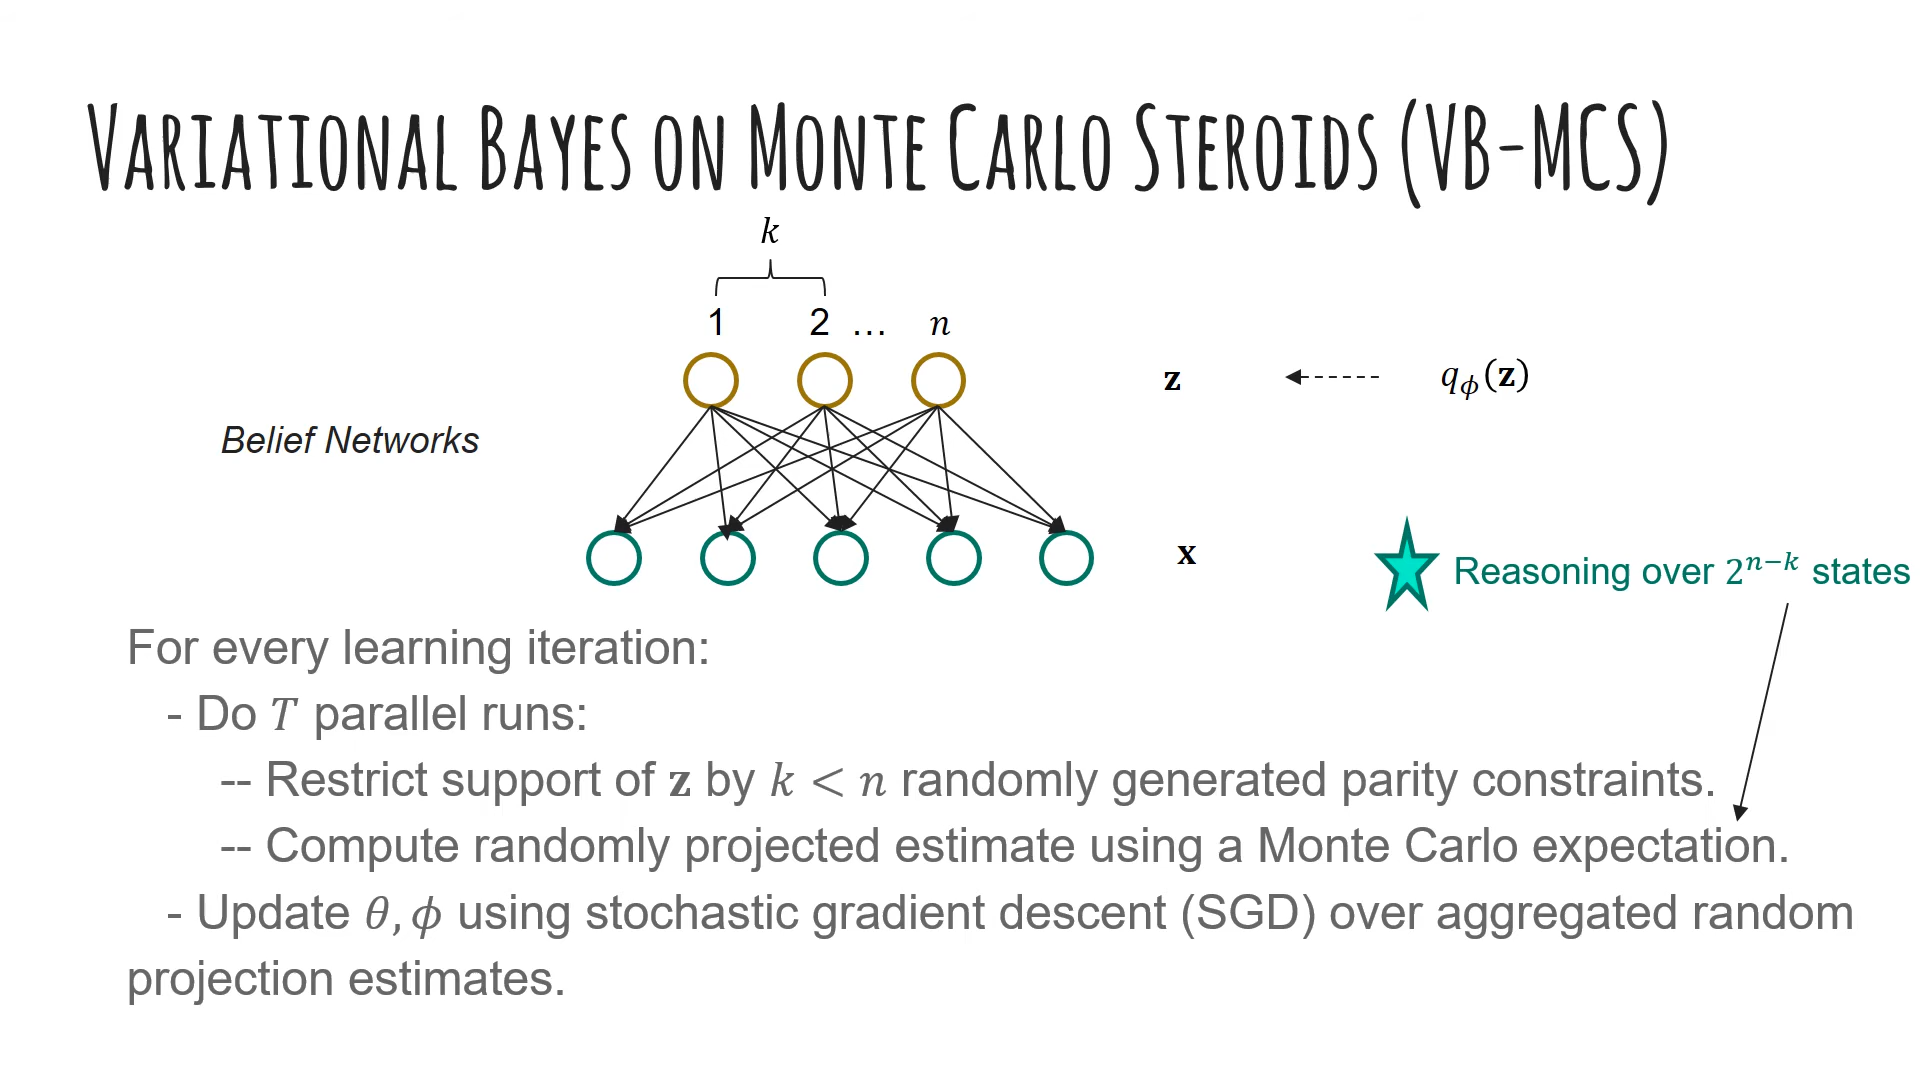 VARIATIONAL BAYES ON MONTE CARLO STEROIDS (VB-MCS)
k
1 2 … n
z
qϕ(z)
Belief Networks
x
Reasoning over 2ⁿ⁻ᵏ states
For every learning iteration:
- Do T parallel runs:
-- Restrict support of z by k < n randomly generated parity constraints.
-- Compute randomly projected estimate using a Monte Carlo expectation.
- Update θ, ϕ using stochastic gradient descent (SGD) over aggregated random
projection estimates.